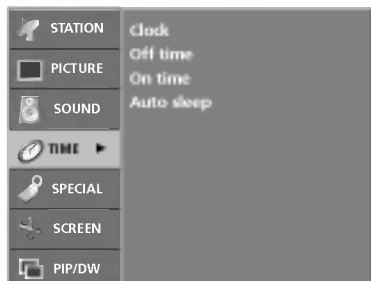 STATION
PICTURE
SOUND
TIME ►
SPECIAL
SCREEN
PIP/DW
Clock
Off time
On time
Auto sleep